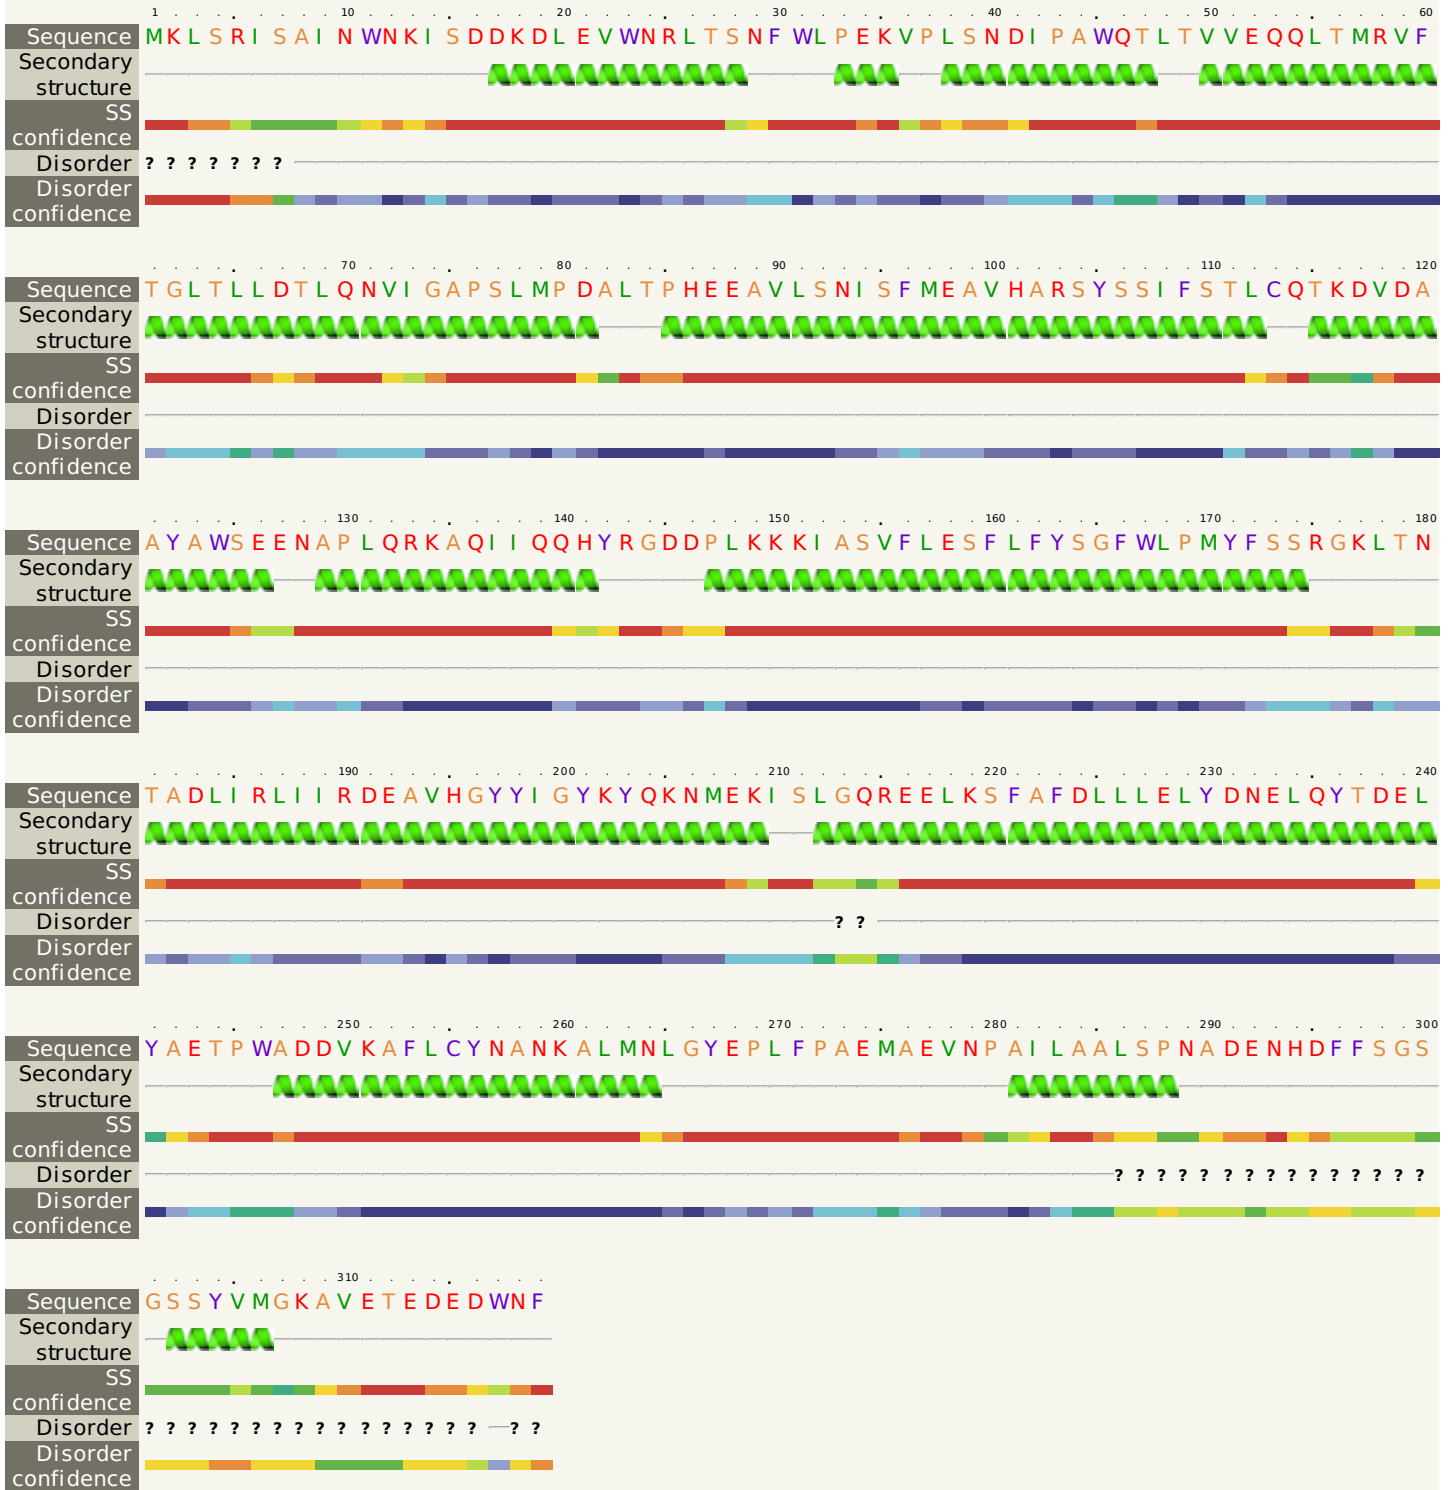 1 10 20 30 40 50 60
Sequence MKLSRISAINWNKISDDKDLEVWNRLTSNFWLPEKVPLSNDIPAWQTLTVVEQQLTMRVF
Secondary
structure
SS
confidence
Disorder ? ? ? ? ? ? ?
Disorder
confidence
70 80 90 100 110 120
Sequence TGLTLLDTLQNVIGAPSLMPDALTPHEEAVLSNISFMEAVHARSYSSIFSTLCQTKDVDA
Secondary
structure
SS
confidence
Disorder
Disorder
confidence
130 140 150 160 170 180
Sequence AYAWSEENAPLQRKAQIIQQHYRGDDPLKKKIASVFLESFLFYSGFWLPMYFSSRGKLTN
Secondary
structure
SS
confidence
Disorder
Disorder
confidence
190 200 210 220 230 240
Sequence TADLIRLIIRDEAVHGYYIGYKYQKNMEKISLGQREELKSFAFDLLLELYDNELQYTDEL
Secondary
structure
SS
confidence
Disorder ? ?
Disorder
confidence
250 260 270 280 290 300
Sequence YAETPWADDVKAFLCYNANKALMNLGYEPLFPAEMAEVNPAILAALSPNADENHDFFSGS
Secondary
structure
SS
confidence
Disorder ? ? ? ? ? ? ? ? ? ? ? ? ? ? ?
Disorder
confidence
310
Sequence GSSYVMGKAVETEDEDWNF
Secondary
structure
SS
confidence
Disorder ? ? ? ? ? ? ? ? ? ? ? ? ? ? ? ? ? ?
Disorder
confidence